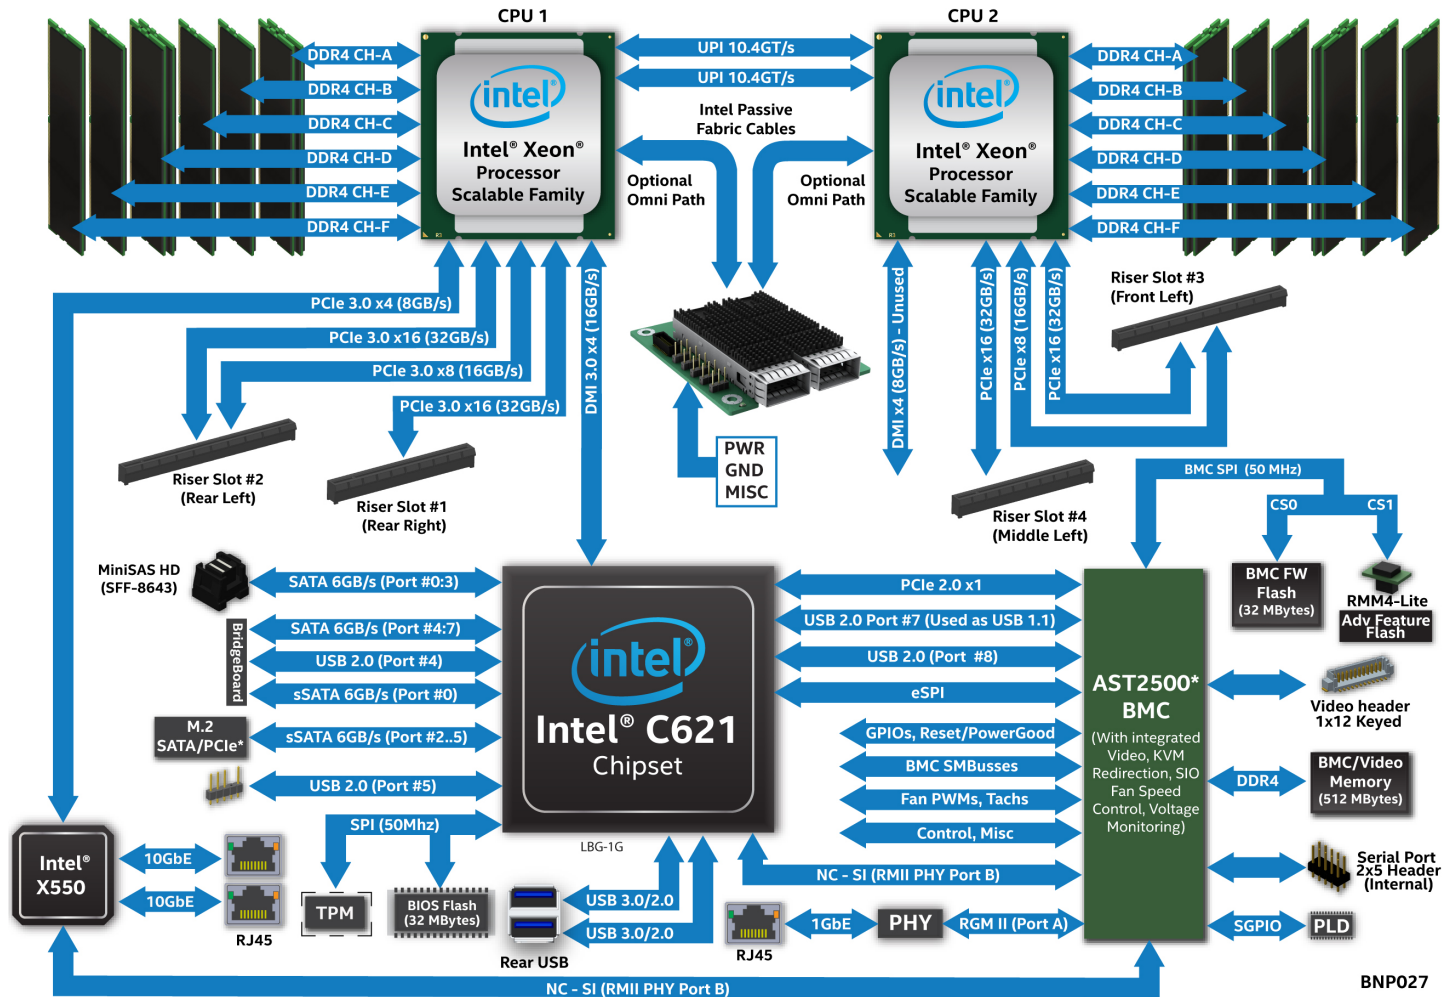 CPU 1
CPU 2
DDR4 CH-A
DDR4 CH-B
DDR4 CH-C
DDR4 CH-D
DDR4 CH-E
DDR4 CH-F
intel®
Intel® Xeon®
Processor
Scalable Family
R3
UPI 10.4GT/s
UPI 10.4GT/s
Intel Passive
Fabric Cables
Optional
Omni Path
Optional
Omni Path
intel®
Intel® Xeon®
Processor
Scalable Family
R3
DDR4 CH-A
DDR4 CH-B
DDR4 CH-C
DDR4 CH-D
DDR4 CH-E
DDR4 CH-F
PCIe 3.0 x4 (8GB/s)
PCIe 3.0 x16 (32GB/s)
PCIe 3.0 x8 (16GB/s)
PCIe 3.0 x16 (32GB/s)
DMI 3.0 x4 (16GB/s)
DMI x4 (8GB/s) - Unused
PCIe x16 (32GB/s)
PCIe x8 (16GB/s)
PCIe x16 (32GB/s)
Riser Slot #3
(Front Left)
Riser Slot #2
(Rear Left)
Riser Slot #1
(Rear Right)
PWR
GND
MISC
Riser Slot #4
(Middle Left)
BMC SPI (50 MHz)
CS0
CS1
BMC FW
Flash
(32 MBytes)
RMM4-Lite
Adv Feature
Flash
MiniSAS HD
(SFF-8643)
SATA 6GB/s (Port #0:3)
BridgeBoard
SATA 6GB/s (Port #4:7)
USB 2.0 (Port #4)
sSATA 6GB/s (Port #0)
M.2
SATA/PCIe*
sSATA 6GB/s (Port #2..5)
USB 2.0 (Port #5)
SPI (50Mhz)
intel®
Intel® C621
Chipset
LBG-1G
PCIe 2.0 x1
USB 2.0 Port #7 (Used as USB 1.1)
USB 2.0 (Port #8)
eSPI
GPIOs, Reset/PowerGood
BMC SMBusses
Fan PWMs, Tachs
Control, Misc
NC - SI (RMII PHY Port B)
AST2500*
BMC
(With integrated
Video, KVM
Redirection, SIO
Fan Speed
Control, Voltage
Monitoring)
Video header
1x12 Keyed
DDR4
BMC/Video
Memory
(512 MBytes)
Serial Port
2x5 Header
(Internal)
SGPIO
PLD
Intel®
X550
10GbE
10GbE
RJ45
TPM
BIOS Flash
(32 MBytes)
USB 3.0/2.0
USB 3.0/2.0
Rear USB
RJ45
1GbE
PHY
RGM II (Port A)
NC - SI (RMII PHY Port B)
BNP027